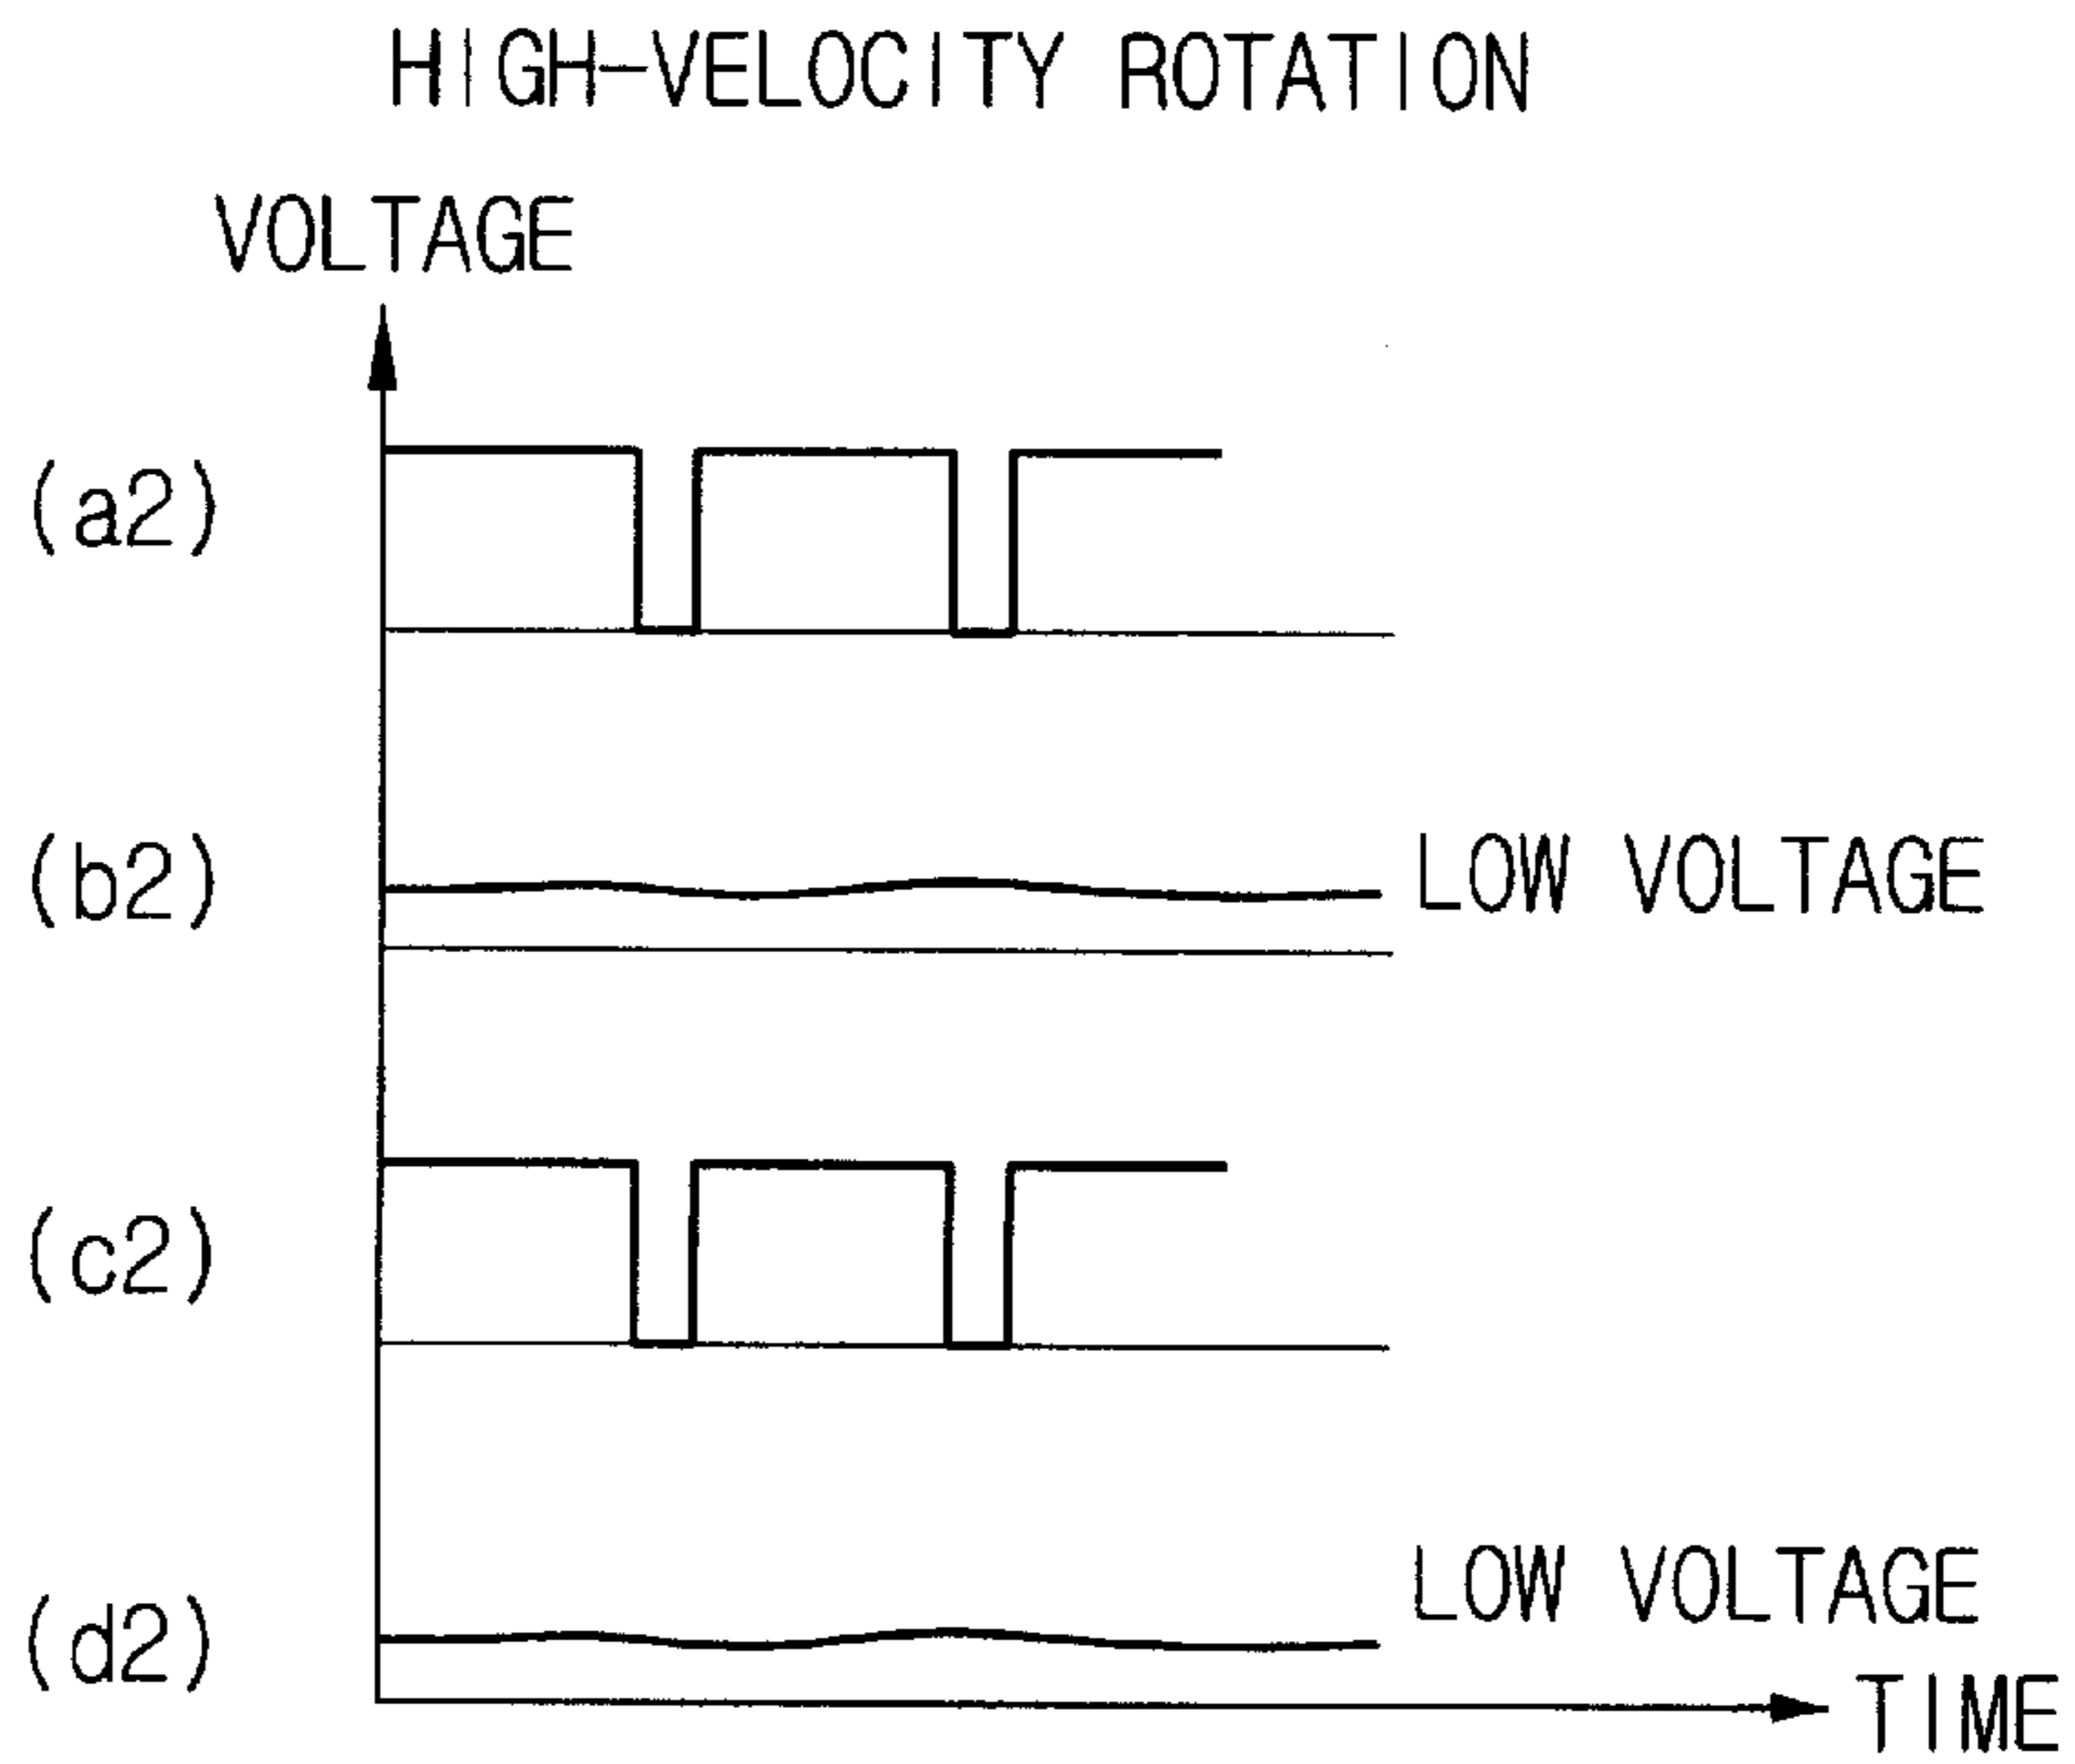 HIGH-VELOCITY ROTATION
VOLTAGE
(a2)
(b2) LOW VOLTAGE
(c2)
LOW VOLTAGE
(d2)
TIME